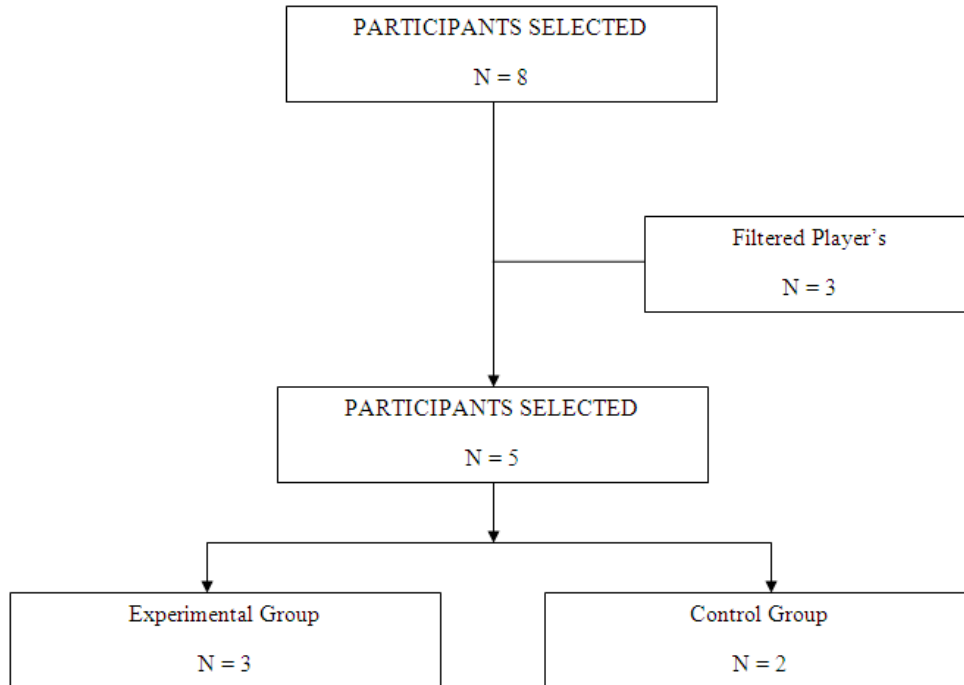 PARTICIPANTS SELECTED
N = 8
Filtered Player’s
N = 3
PARTICIPANTS SELECTED
N = 5
Experimental Group
N = 3
Control Group
N = 2